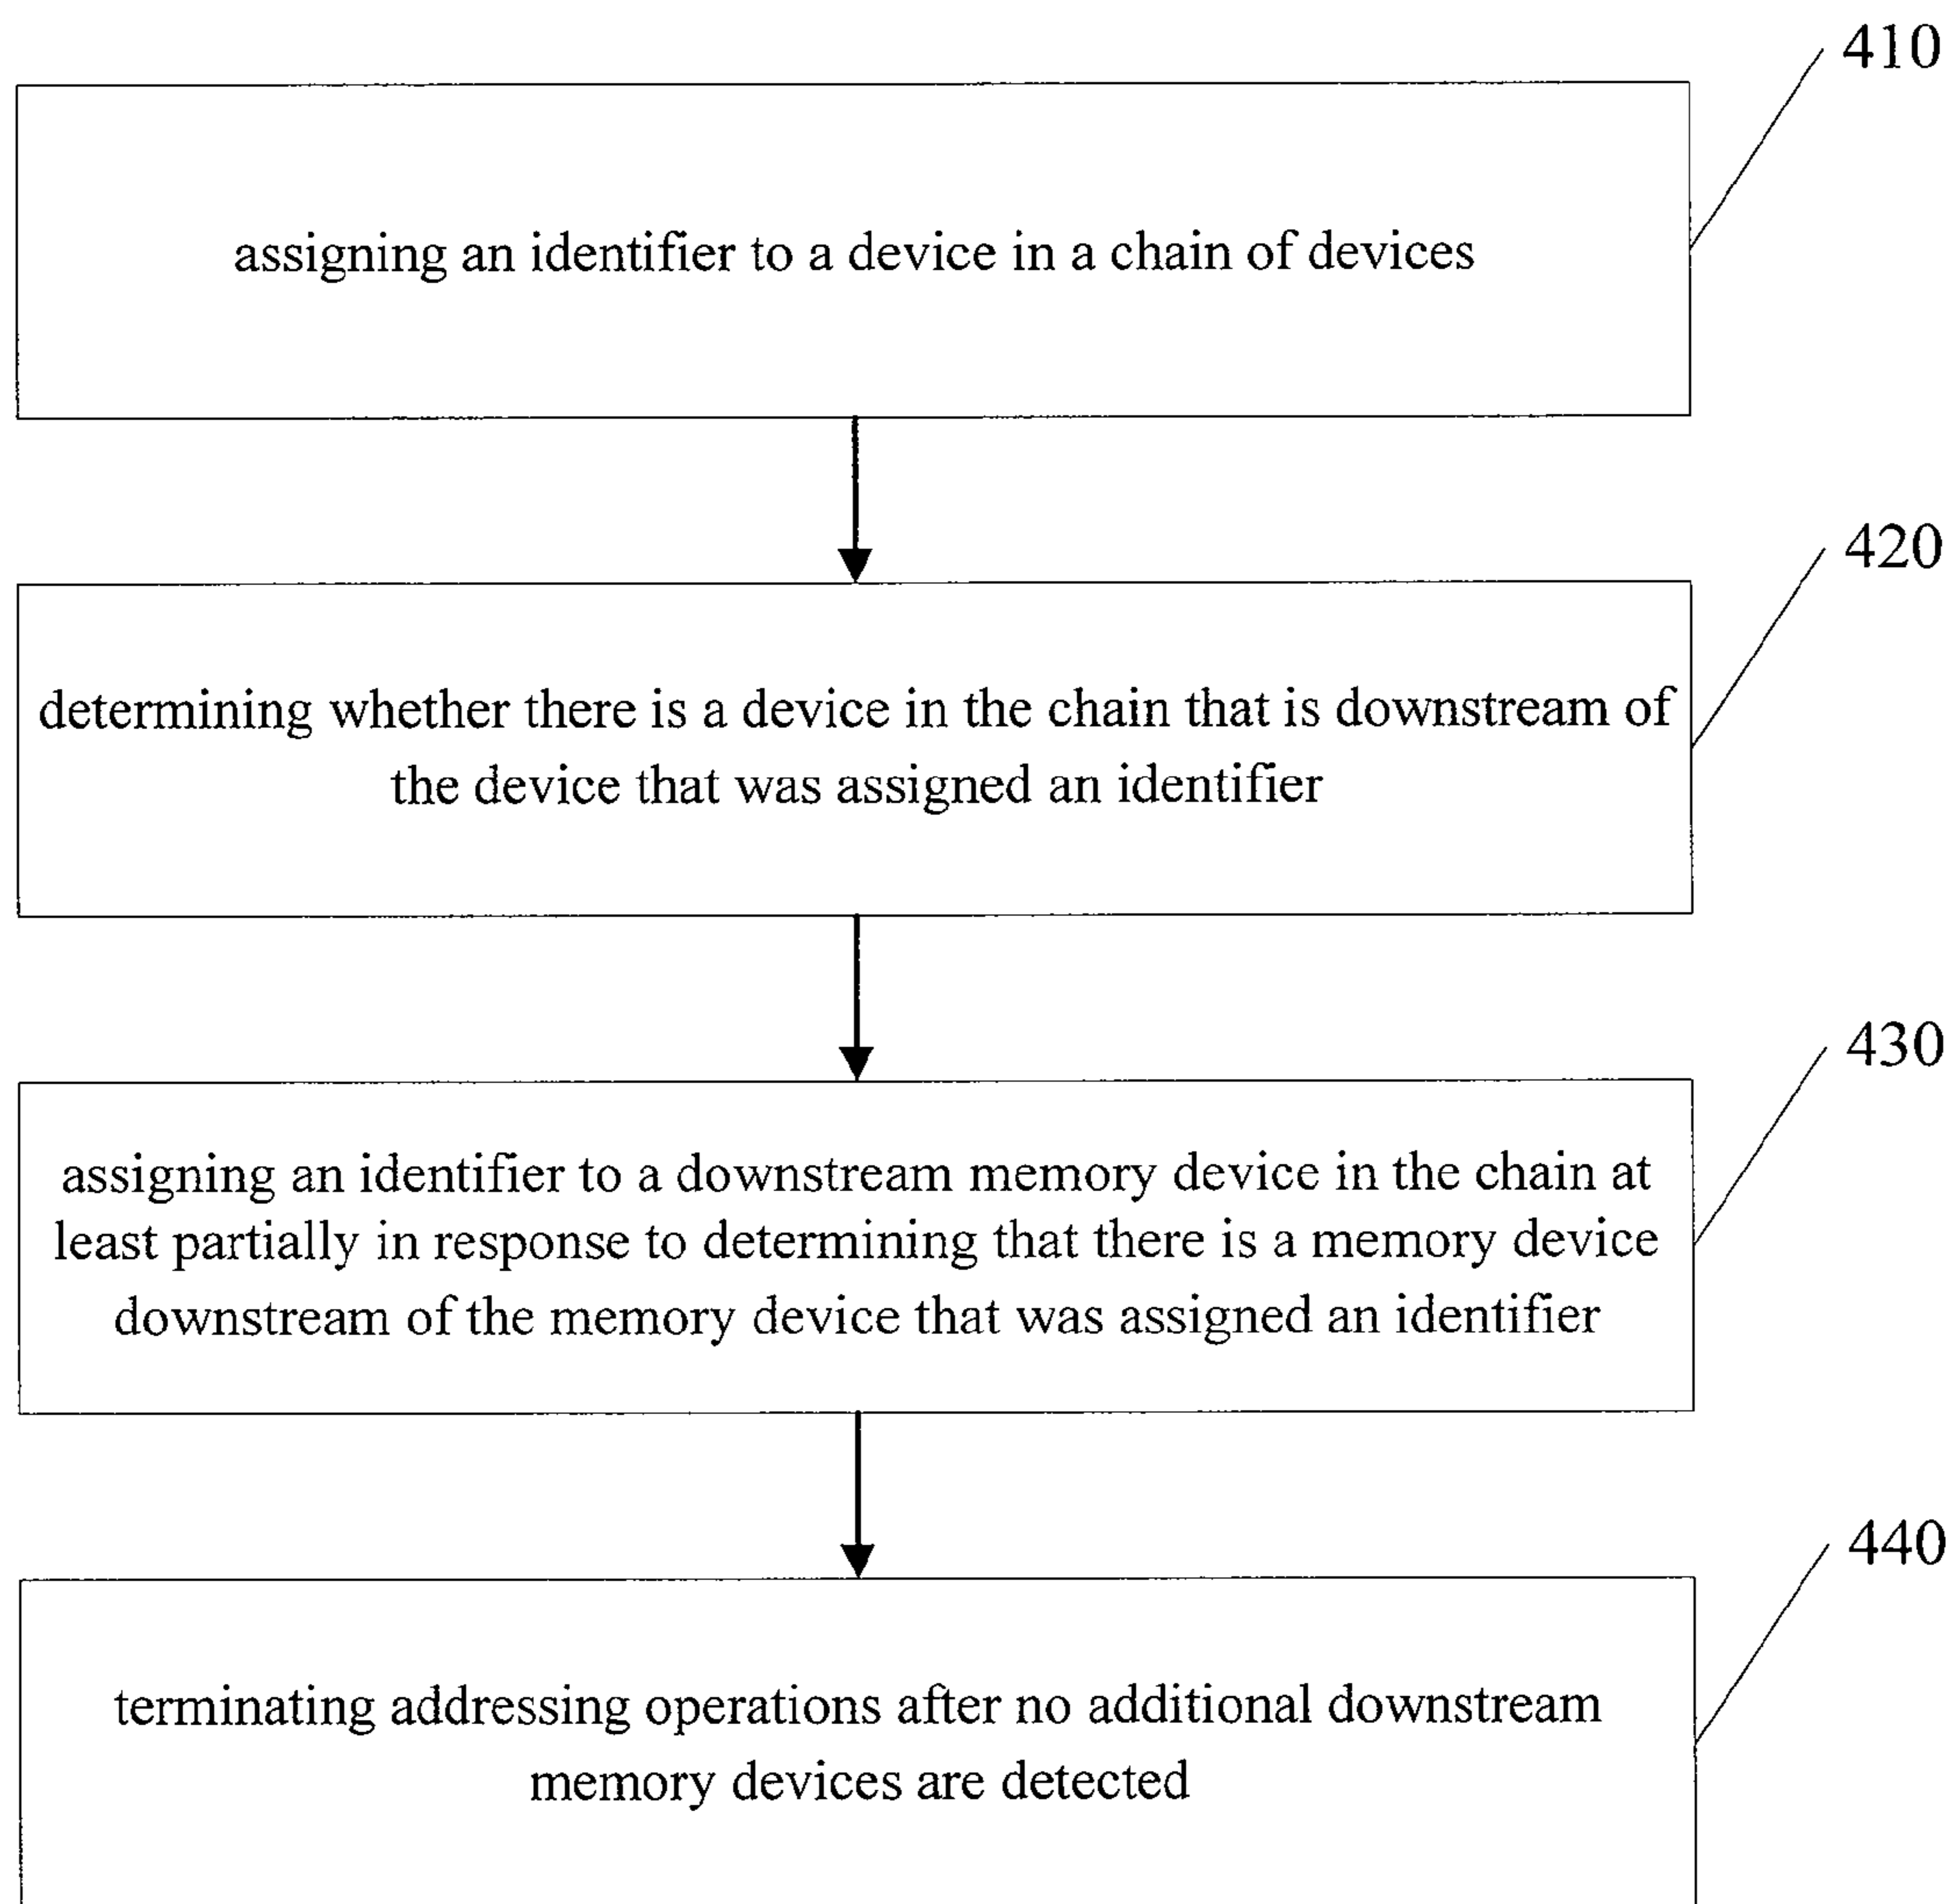 410
assigning an identifier to a device in a chain of devices
420
determining whether there is a device in the chain that is downstream of
the device that was assigned an identifier
430
assigning an identifier to a downstream memory device in the chain at
least partially in response to determining that there is a memory device
downstream of the memory device that was assigned an identifier
440
terminating addressing operations after no additional downstream
memory devices are detected